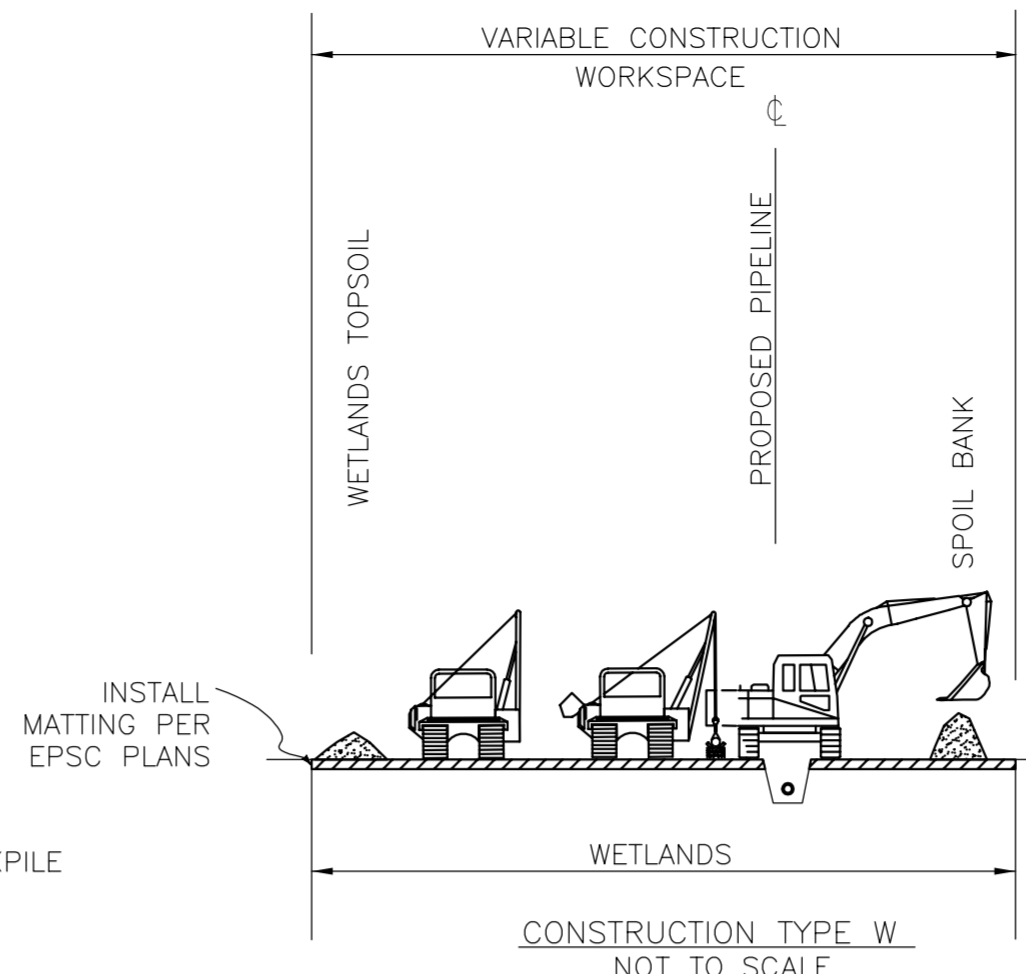 VARIABLE CONSTRUCTION
WORKSPACE
℄
WETLANDS TOPSOIL
PROPOSED PIPELINE
SPOIL BANK
INSTALL
MATTING PER
EPSC PLANS
WETLANDS
CONSTRUCTION TYPE W
NOT TO SCALE